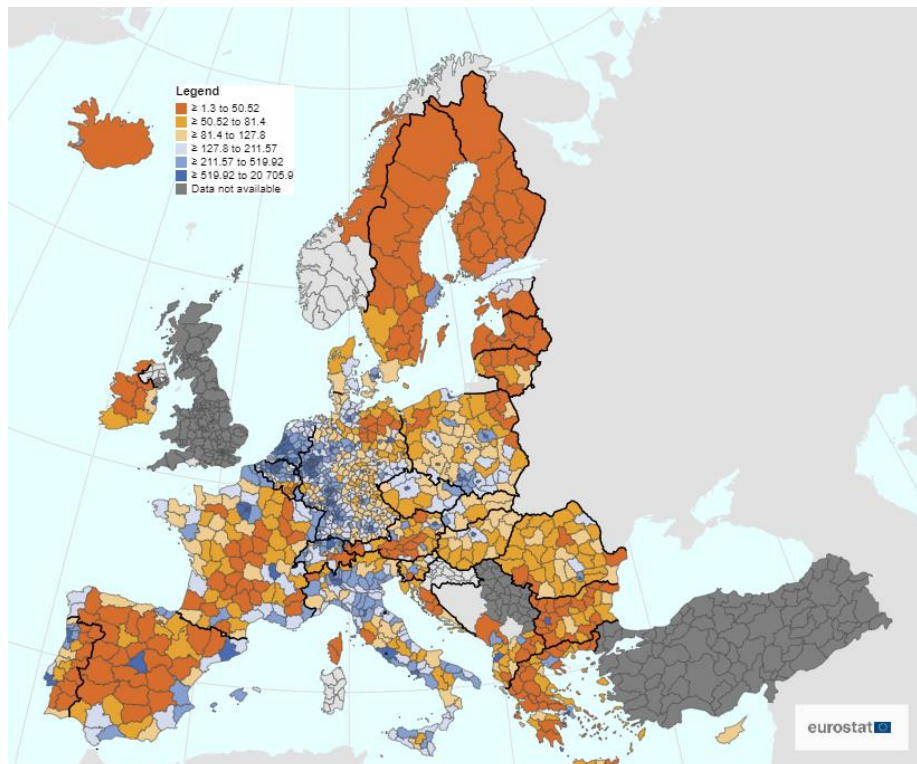 Legend
≥ 1.3 to 50.52
≥ 50.52 to 81.4
≥ 81.4 to 127.8
≥ 127.8 to 211.57
≥ 211.57 to 519.92
≥ 519.92 to 20 705.9
Data not available
eurostat